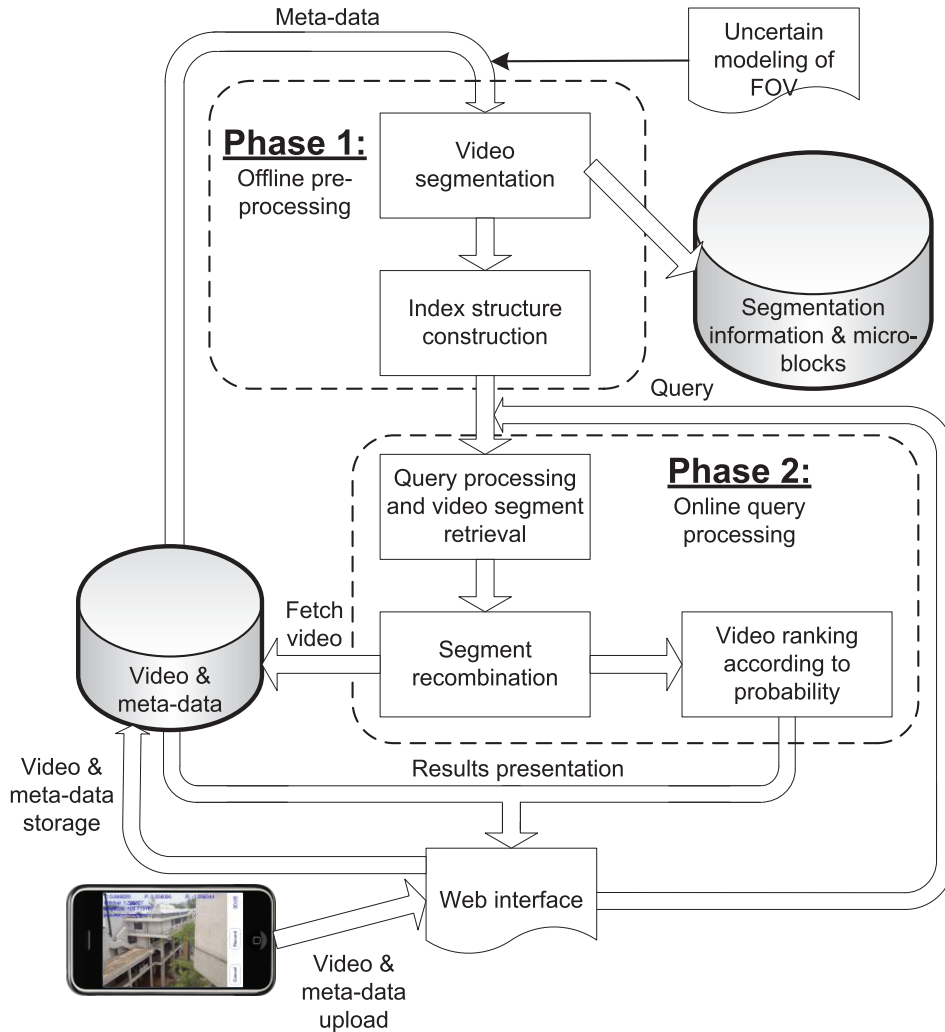 Meta-data
Uncertain
modeling of
FOV
Phase 1:
Offline pre-
processing
Video
segmentation
Index structure
construction
Segmentation
information & micro-
blocks
Query
Phase 2:
Online query
processing
Query processing
and video segment
retrieval
Fetch
video
Segment
recombination
Video ranking
according to
probability
Video &
meta-data
Results presentation
Video &
meta-data
storage
Web interface
Video &
meta-data
upload
Record
Cancel